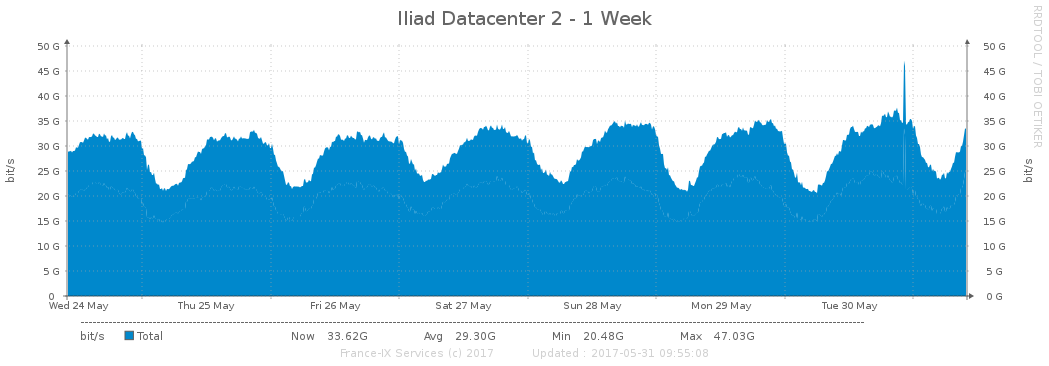 Iliad Datacenter 2 - 1 Week
RRDTOOL / TOBI OETIKER
50 G 50 G
45 G 45 G
40 G 40 G
35 G 35 G
30 G 30 G
25 G 25 G
20 G 20 G
15 G 15 G
10 G 10 G
5 G 5 G
0 0 G
bit/s bit/s
Wed 24 May Thu 25 May Fri 26 May Sat 27 May Sun 28 May Mon 29 May Tue 30 May
bit/s Total Now 33.62G Avg 29.30G Min 20.48G Max 47.03G
France-IX Services (c) 2017 Updated : 2017-05-31 09:55:08